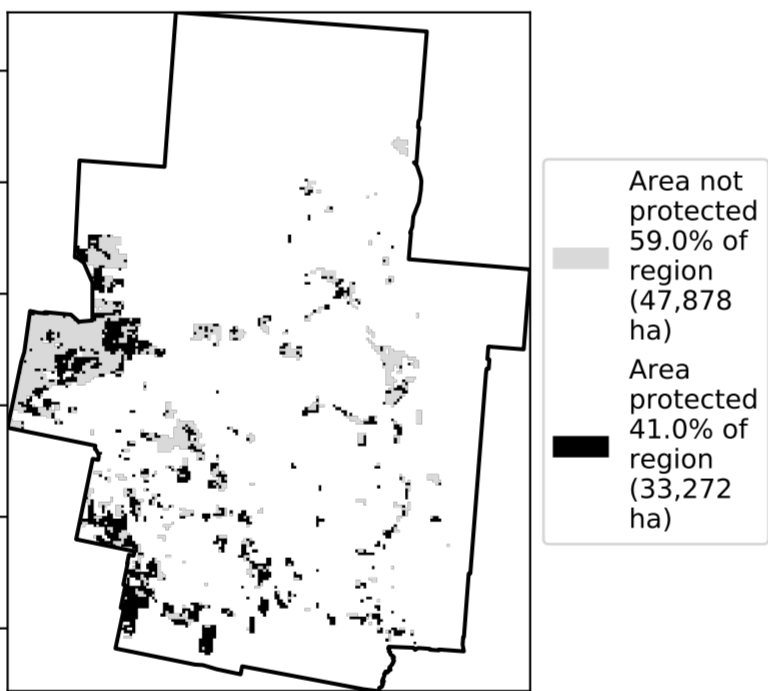 Area not
protected
59.0% of
region
(47,878
ha)
Area
protected
41.0% of
region
(33,272
ha)